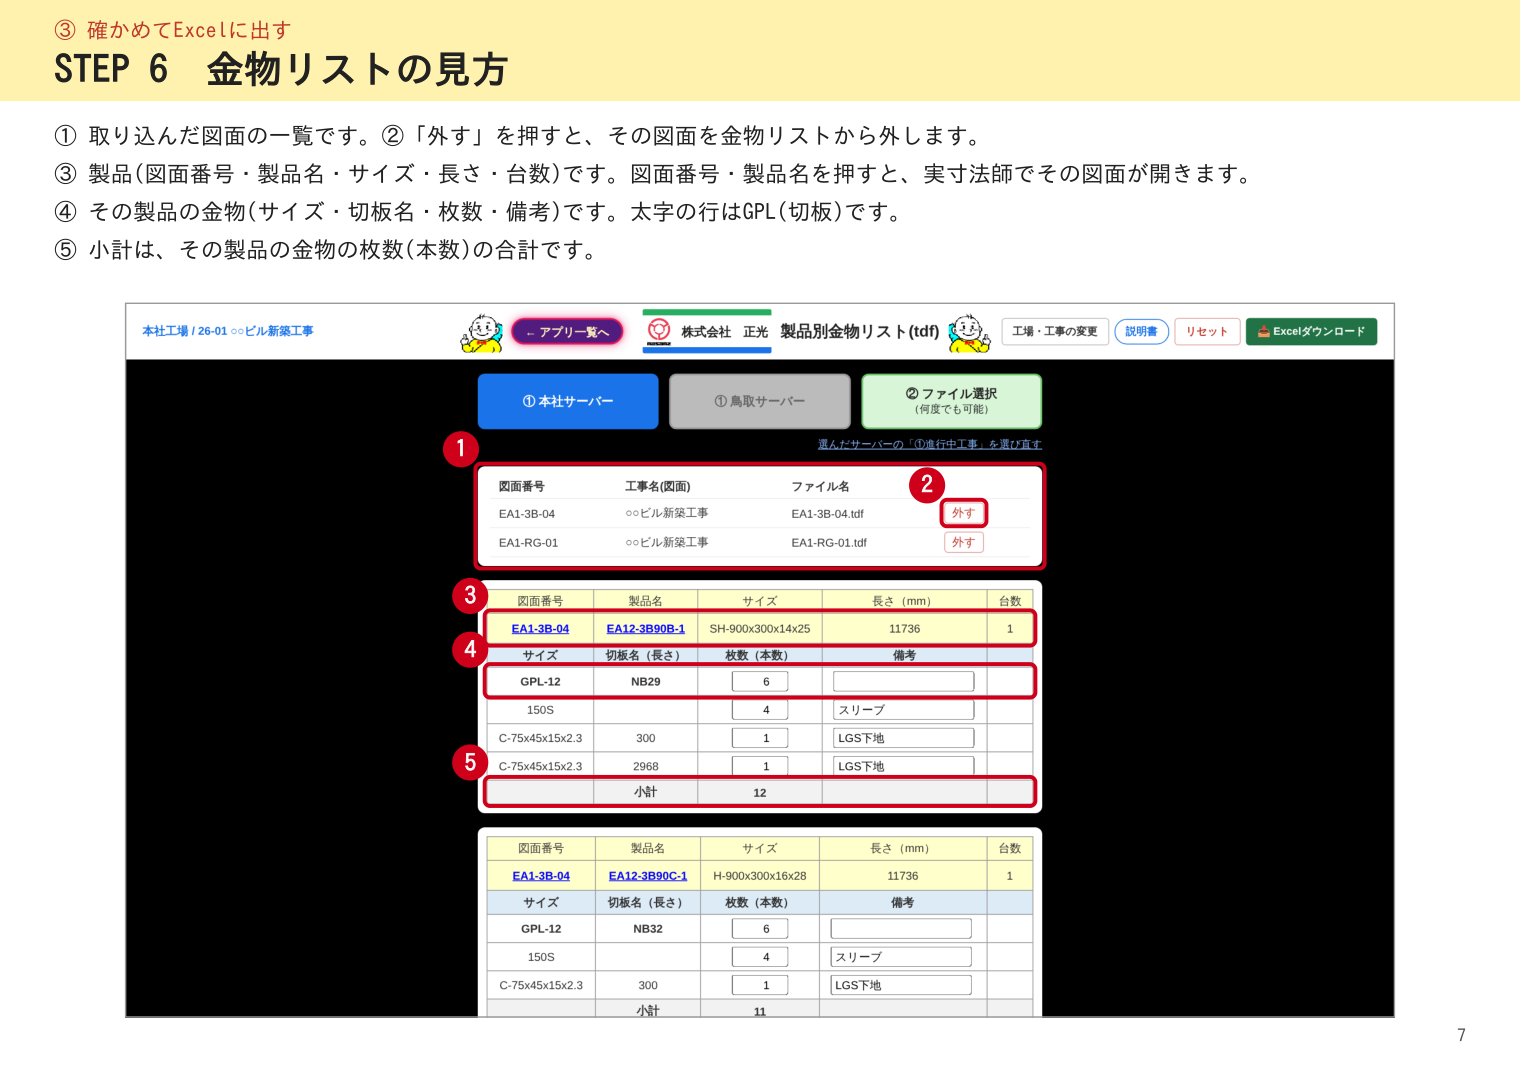 ③ 確かめてExcelに出す
STEP 6　金物リストの見方
① 取り込んだ図面の一覧です。②「外す」を押すと、その図面を金物リストから外します。
③ 製品(図面番号・製品名・サイズ・長さ・台数)です。図面番号・製品名を押すと、実寸法師でその図面が開きます。
④ その製品の金物(サイズ・切板名・枚数・備考)です。太字の行はGPL(切板)です。
⑤ 小計は、その製品の金物の枚数(本数)の合計です。
本社工場 / 26-01 ○○ビル新築工事
← アプリ一覧へ
株式会社　正光
製品別金物リスト(tdf)
工場・工事の変更
説明書
リセット
Excelダウンロード
① 本社サーバー
① 鳥取サーバー
② ファイル選択
（何度でも可能）
選んだサーバーの「①進行中工事」を選び直す
1
図面番号 工事名(図面) ファイル名
2
EA1-3B-04 ○○ビル新築工事 EA1-3B-04.tdf 外す
EA1-RG-01 ○○ビル新築工事 EA1-RG-01.tdf 外す
3
図面番号 製品名 サイズ 長さ（mm） 台数
EA1-3B-04 EA12-3B90B-1 SH-900x300x14x25 11736 1
4
サイズ 切板名（長さ） 枚数（本数） 備考
GPL-12 NB29 6
150S 4 スリーブ
C-75x45x15x2.3 300 1 LGS下地
5
C-75x45x15x2.3 2968 1 LGS下地
小計 12
図面番号 製品名 サイズ 長さ（mm） 台数
EA1-3B-04 EA12-3B90C-1 H-900x300x16x28 11736 1
サイズ 切板名（長さ） 枚数（本数） 備考
GPL-12 NB32 6
150S 4 スリーブ
C-75x45x15x2.3 300 1 LGS下地
小計 11
7